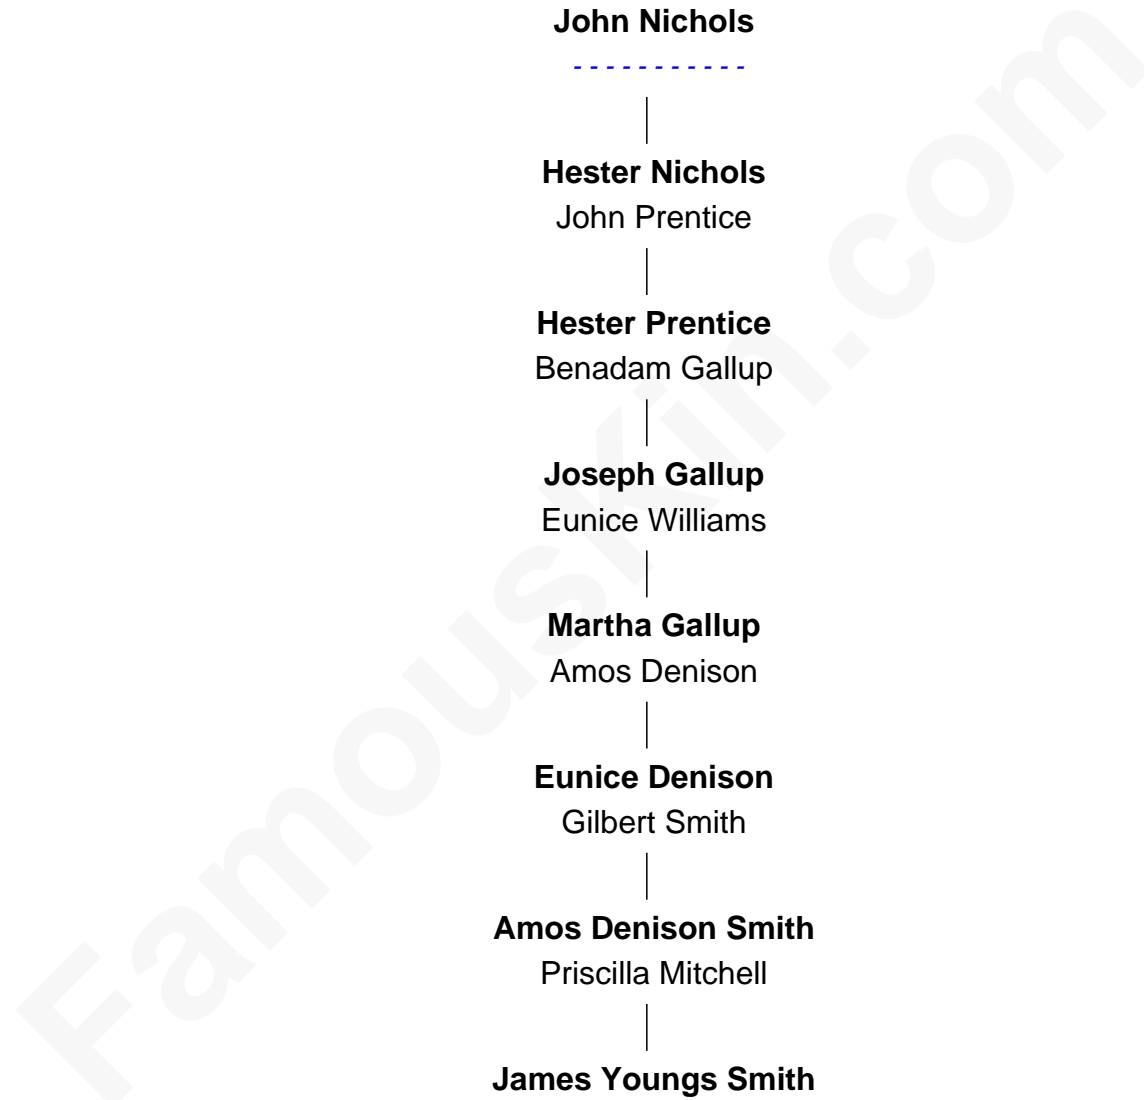 John Nichols
- - - - - - - - - - -
Hester Nichols
John Prentice
Hester Prentice
Benadam Gallup
Joseph Gallup
Eunice Williams
Martha Gallup
Amos Denison
Eunice Denison
Gilbert Smith
Amos Denison Smith
Priscilla Mitchell
James Youngs Smith
FamousKin.com